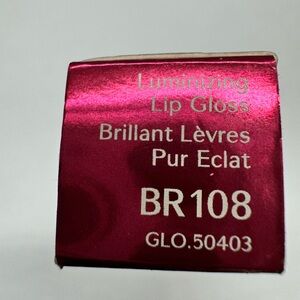 Luminizing
Lip Gloss
Brillant Lèvres
Pur Eclat
BR108
GLO.50403